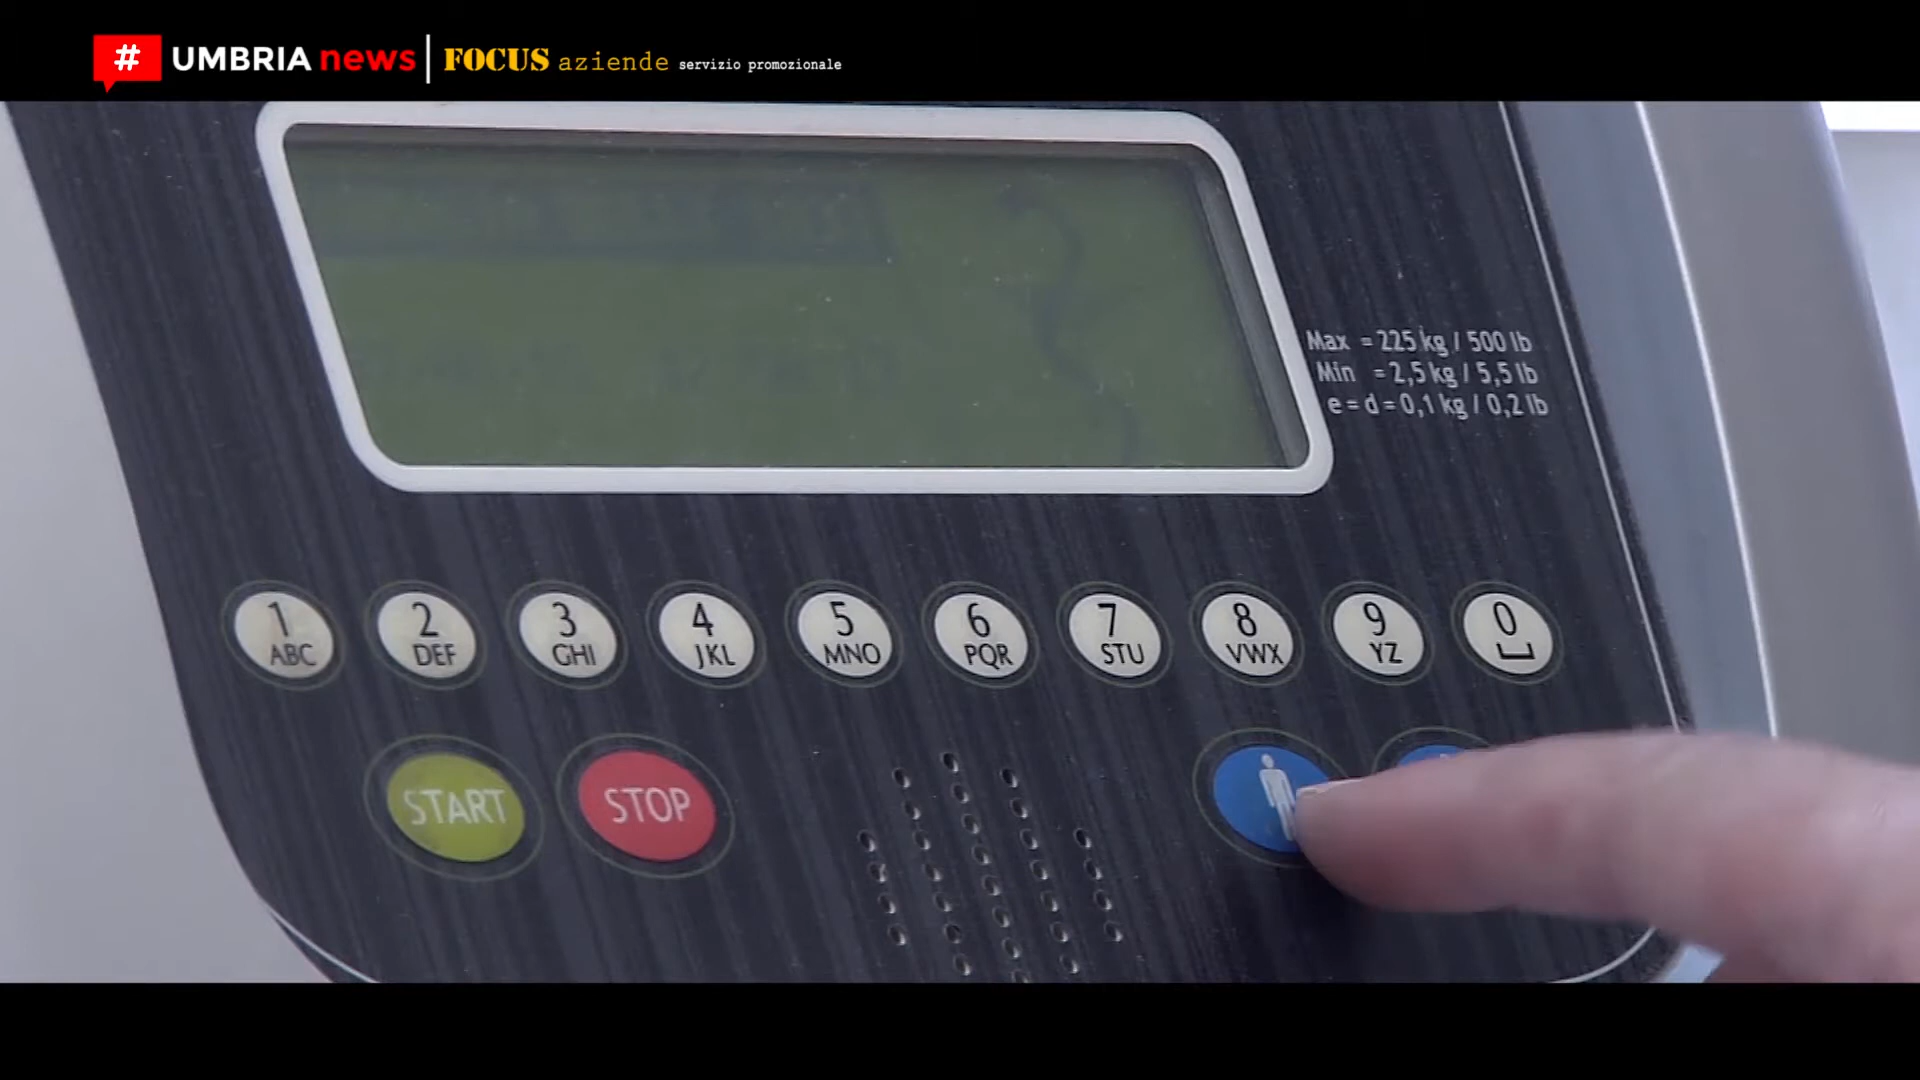 # UMBRIA news FOCUS aziende servizio promozionale
Max = 225 kg / 500 lb
Min = 2,5 kg / 5,5 lb
e = d = 0,1 kg / 0,2 lb
1 2 3 4 5 6 7 8 9 0
ABC DEF GHI JKL MNO PQR STU VWX YZ
START STOP